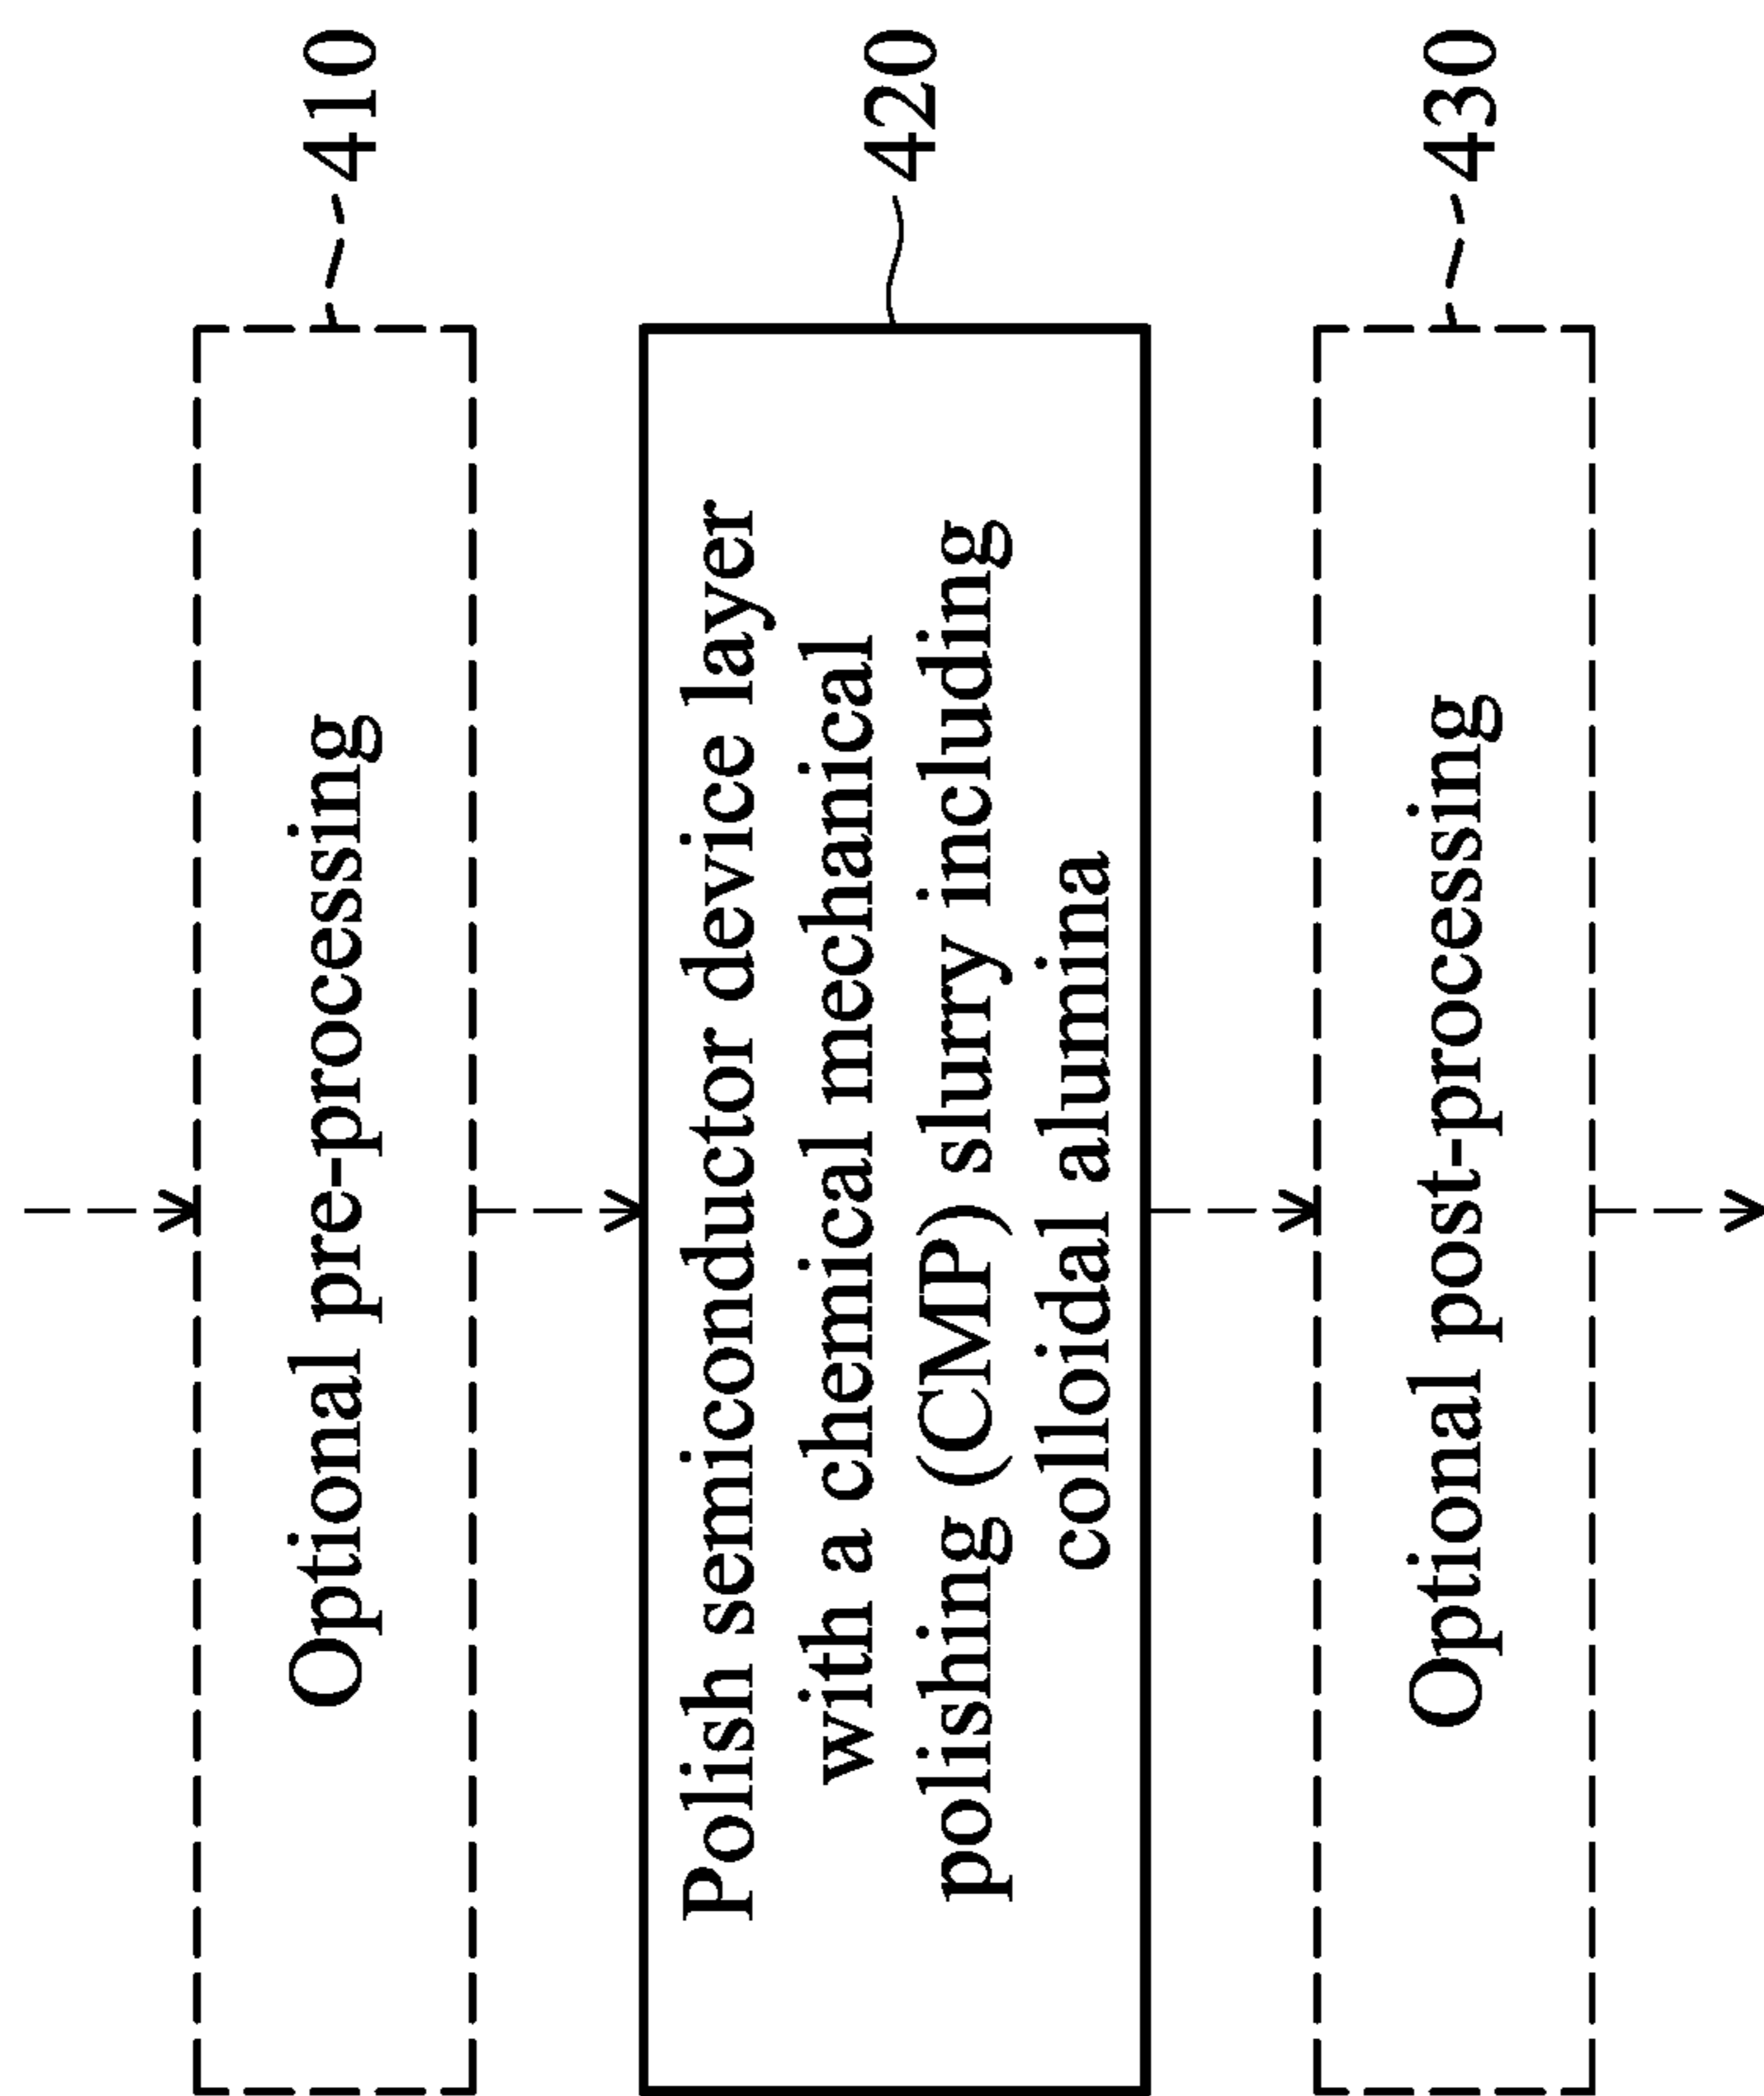 Optional pre-processing
410
Polish semiconductor device layer
with a chemical mechanical
polishing (CMP) slurry including
colloidal alumina
420
Optional post-processing
430